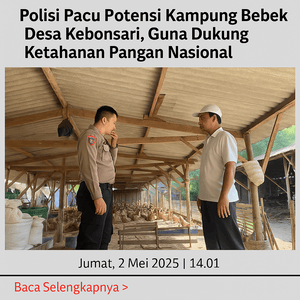 Polisi Pacu Potensi Kampung Bebek
Desa Kebonsari, Guna Dukung
Ketahanan Pangan Nasional
Jumat, 2 Mei 2025 | 14.01
Baca Selengkapnya >